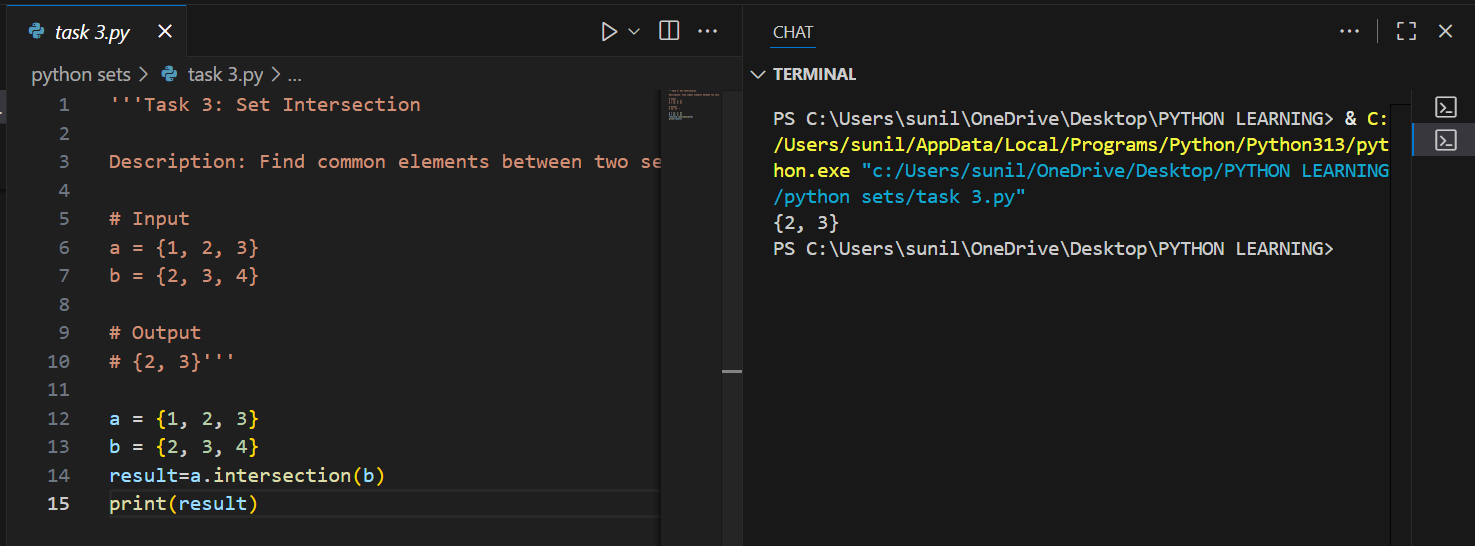 task 3.py
python sets > task 3.py > ...
1 '''Task 3: Set Intersection
2
3 Description: Find common elements between two se
4
5 # Input
6 a = {1, 2, 3}
7 b = {2, 3, 4}
8
9 # Output
10 # {2, 3}'''
11
12 a = {1, 2, 3}
13 b = {2, 3, 4}
14 result=a.intersection(b)
15 print(result)
CHAT
TERMINAL
PS C:\Users\sunil\OneDrive\Desktop\PYTHON LEARNING> & C:
/Users/sunil/AppData/Local/Programs/Python/Python313/pyt
hon.exe "c:/Users/sunil/OneDrive/Desktop/PYTHON LEARNING
/python sets/task 3.py"
{2, 3}
PS C:\Users\sunil\OneDrive\Desktop\PYTHON LEARNING>